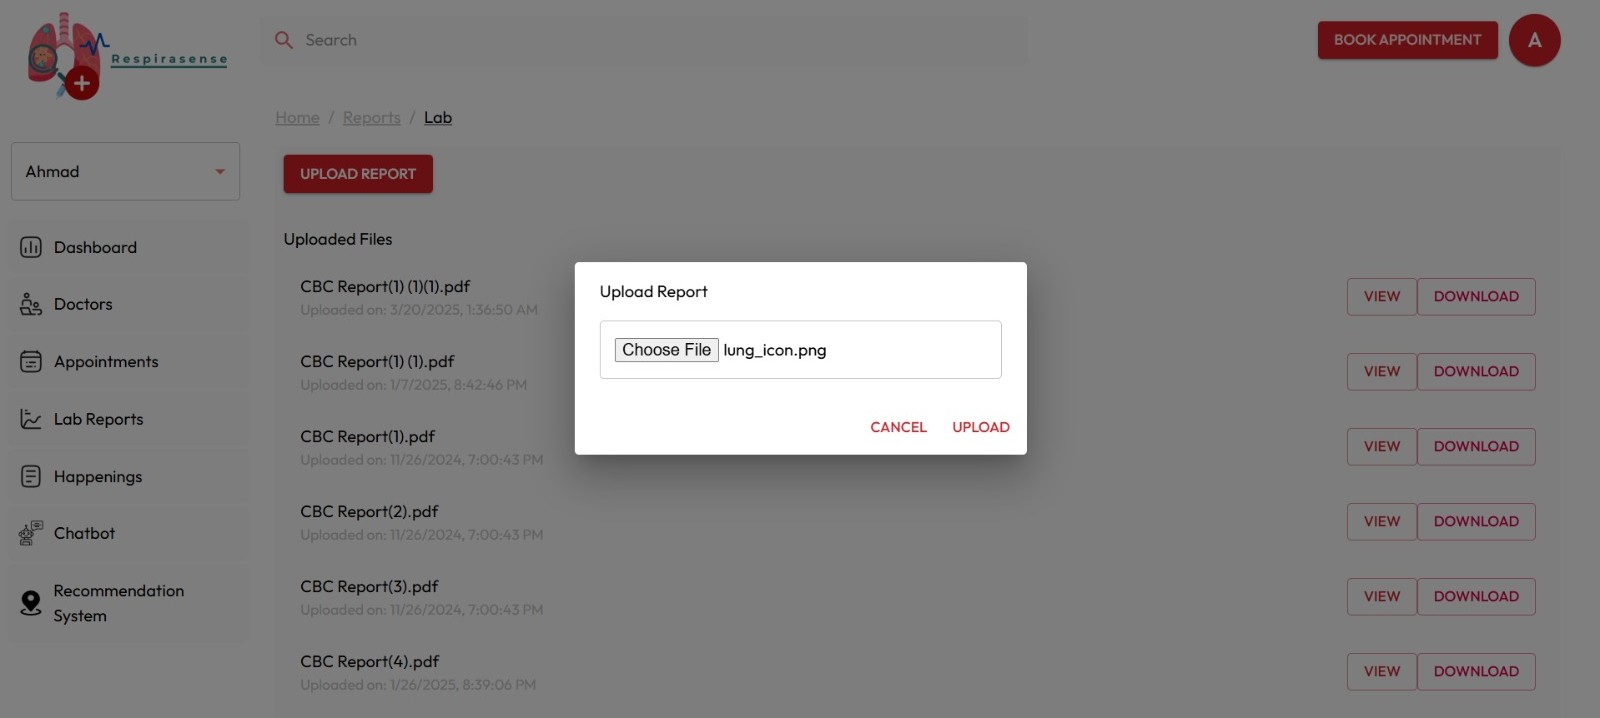 Respirasense
Search
BOOK APPOINTMENT
A
Home / Reports / Lab
Ahmad
UPLOAD REPORT
Dashboard
Doctors
Appointments
Lab Reports
Happenings
Chatbot
Recommendation
System
Uploaded Files
CBC Report(1) (1)(1).pdf
Uploaded on: 3/20/2025, 1:36:50 AM
VIEW DOWNLOAD
CBC Report(1) (1).pdf
Uploaded on: 1/7/2025, 8:42:46 PM
VIEW DOWNLOAD
CBC Report(1).pdf
Uploaded on: 11/26/2024, 7:00:43 PM
VIEW DOWNLOAD
CBC Report(2).pdf
Uploaded on: 11/26/2024, 7:00:43 PM
VIEW DOWNLOAD
CBC Report(3).pdf
Uploaded on: 11/26/2024, 7:00:43 PM
VIEW DOWNLOAD
CBC Report(4).pdf
Uploaded on: 1/26/2025, 8:39:06 PM
VIEW DOWNLOAD
Upload Report
Choose File lung_icon.png
CANCEL UPLOAD